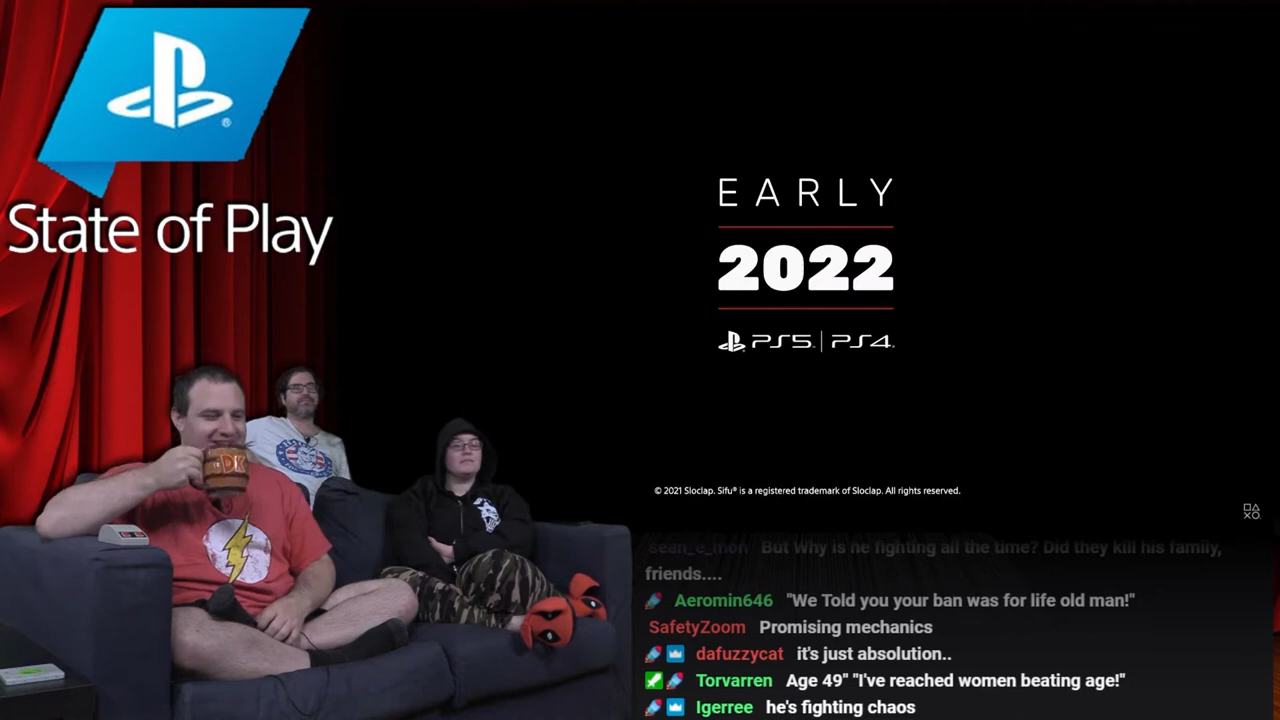 State of Play
EARLY
2022
PS5 | PS4
© 2021 Sloclap. Sifu® is a registered trademark of Sloclap. All rights reserved.
DK
sean_e_mon But Why is he fighting all the time? Did they kill his family,
friends....
Aeromin646 "We Told you your ban was for life old man!"
SafetyZoom Promising mechanics
dafuzzycat it's just absolution..
Torvarren Age 49" "I've reached women beating age!"
Igerree he's fighting chaos